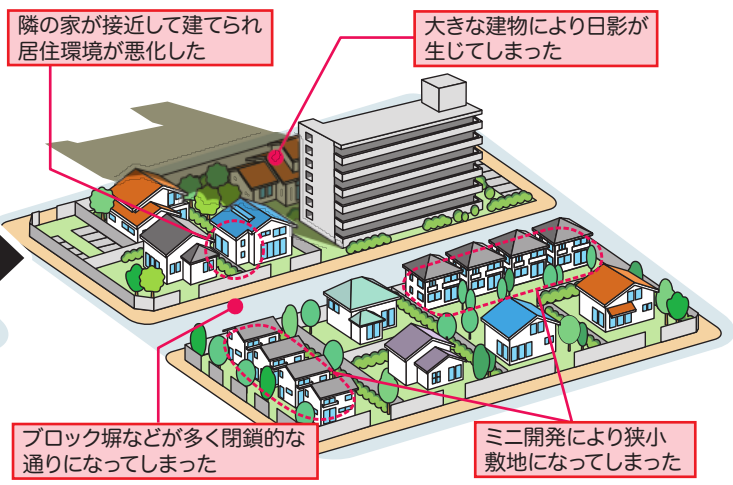 隣の家が接近して建てられ
居住環境が悪化した
大きな建物により日影が
生じてしまった
ブロック塀などが多く閉鎖的な
通りになってしまった
ミニ開発により狭小
敷地になってしまった